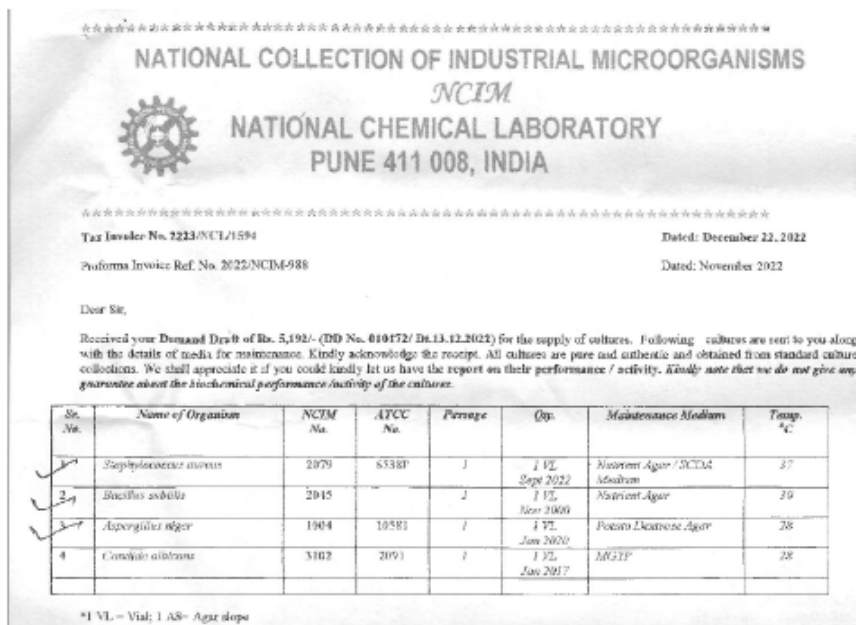 NATIONAL COLLECTION OF INDUSTRIAL MICROORGANISMS
NCIM
NATIONAL CHEMICAL LABORATORY
PUNE 411 008, INDIA
Tax Invoice No. 2223/NCL/1594 Dated: December 22, 2022
Proforma Invoice Ref. No. 2022/NCIM-988 Dated: November 2022
Dear Sir,
Received your Demand Draft of Rs. 5,192/- (DD No. 010172/ Dt.13.12.2022) for the supply of cultures. Following cultures are sent to you along
with the details of media for maintenance. Kindly acknowledge the receipt. All cultures are pure and authentic and obtained from standard culture
collections. We shall appreciate it if you could kindly let us have the report on their performance / activity. Kindly note that we do not give any
guarantee about the biochemical performance /activity of the cultures.
Sr. No. Name of Organism NCIM No. ATCC No. Passage Qty. Maintenance Medium Temp. °C
1 Staphylococcus aureus 2079 6538P 1 1 VL Sept 2022 Nutrient Agar / SCDA Medium 37
2 Bacillus subtilis 1 1 VL Nutrient Agar
3 Aspergillus niger 1004 10581 1 1 VL Jan 2020 Potato Dextrose Agar 28
4 Candida albicans 3102 2091 1 1 VL Jan 2017 MGYP 28
*1 VL = Vial; 1 AS= Agar slope